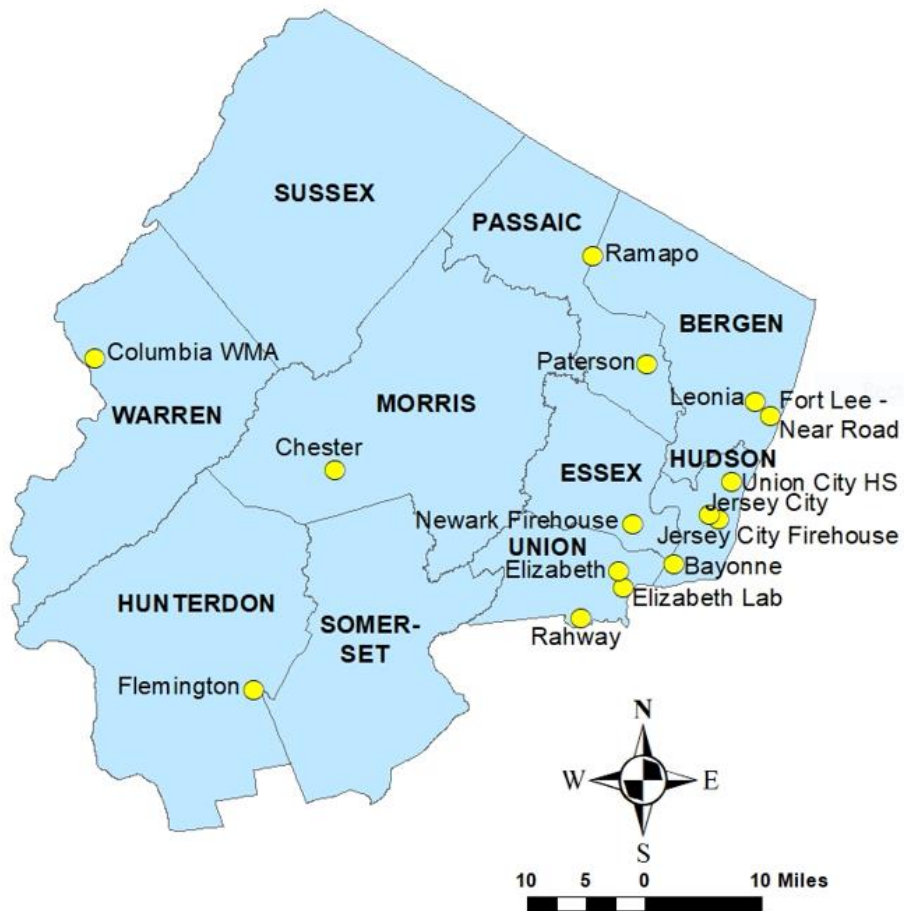 SUSSEX
PASSAIC
Ramapo
BERGEN
Columbia WMA
Paterson
WARREN
MORRIS
Leonia
Fort Lee -
Near Road
Chester
ESSEX
HUDSON
Union City HS
Jersey City
Newark Firehouse
Jersey City Firehouse
UNION
Elizabeth
Bayonne
Elizabeth Lab
HUNTERDON
SOMER-
SET
Rahway
Flemington
N
W E
S
10 5 0 10 Miles